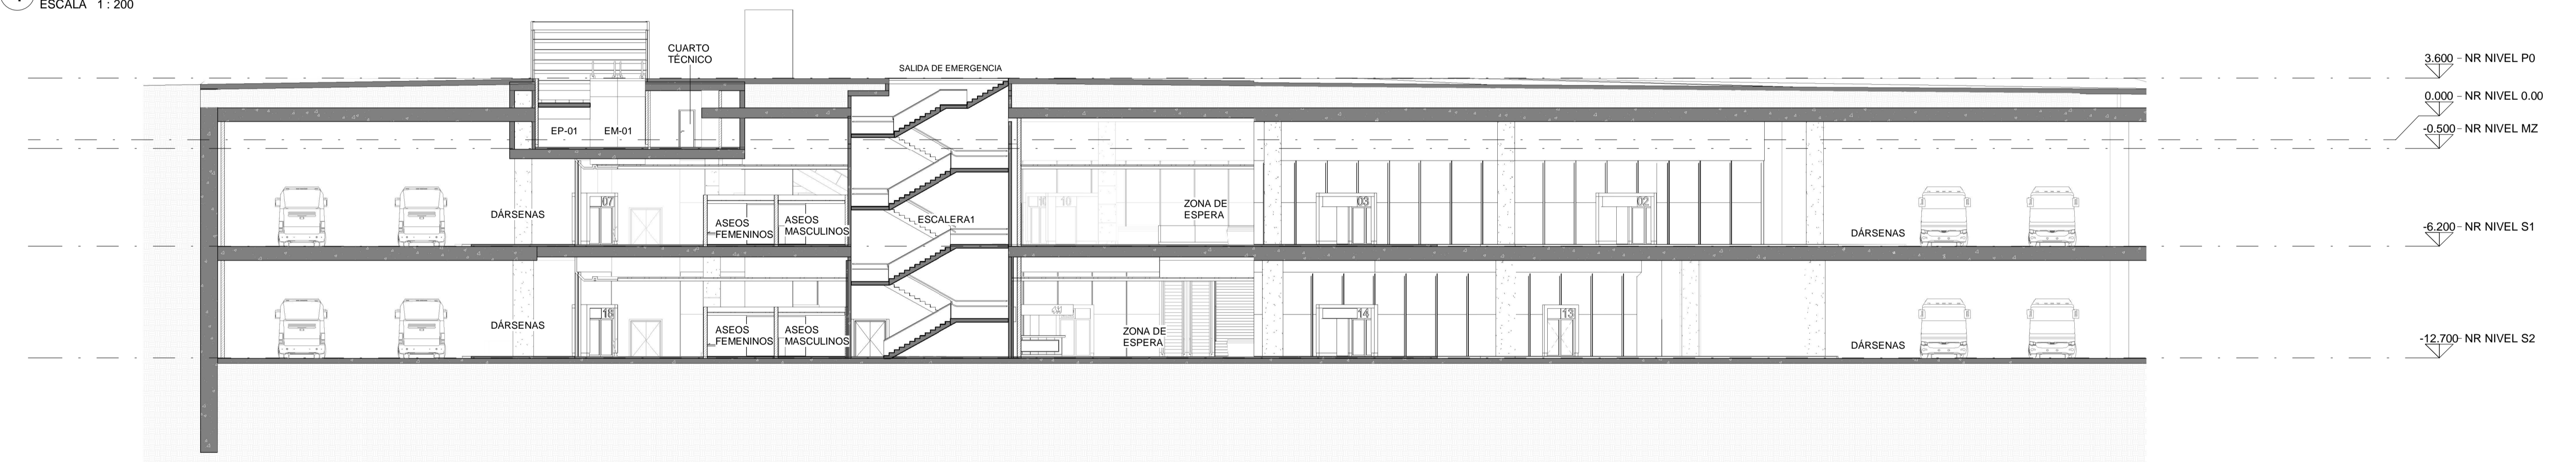 ESCALA 1 : 200
CUARTO
TÉCNICO
SALIDA DE EMERGENCIA
3.600 NR NIVEL P0
0.000 NR NIVEL 0.00
EP-01
EM-01
-0.500 NR NIVEL MZ
DÁRSENAS
07
ASEOS
FEMENINOS
ASEOS
MASCULINOS
ESCALERA1
10
ZONA DE
ESPERA
03
02
DÁRSENAS
-6.200 NR NIVEL S1
DÁRSENAS
18
ASEOS
FEMENINOS
ASEOS
MASCULINOS
ZONA DE
ESPERA
14
13
DÁRSENAS
-12.700 NR NIVEL S2